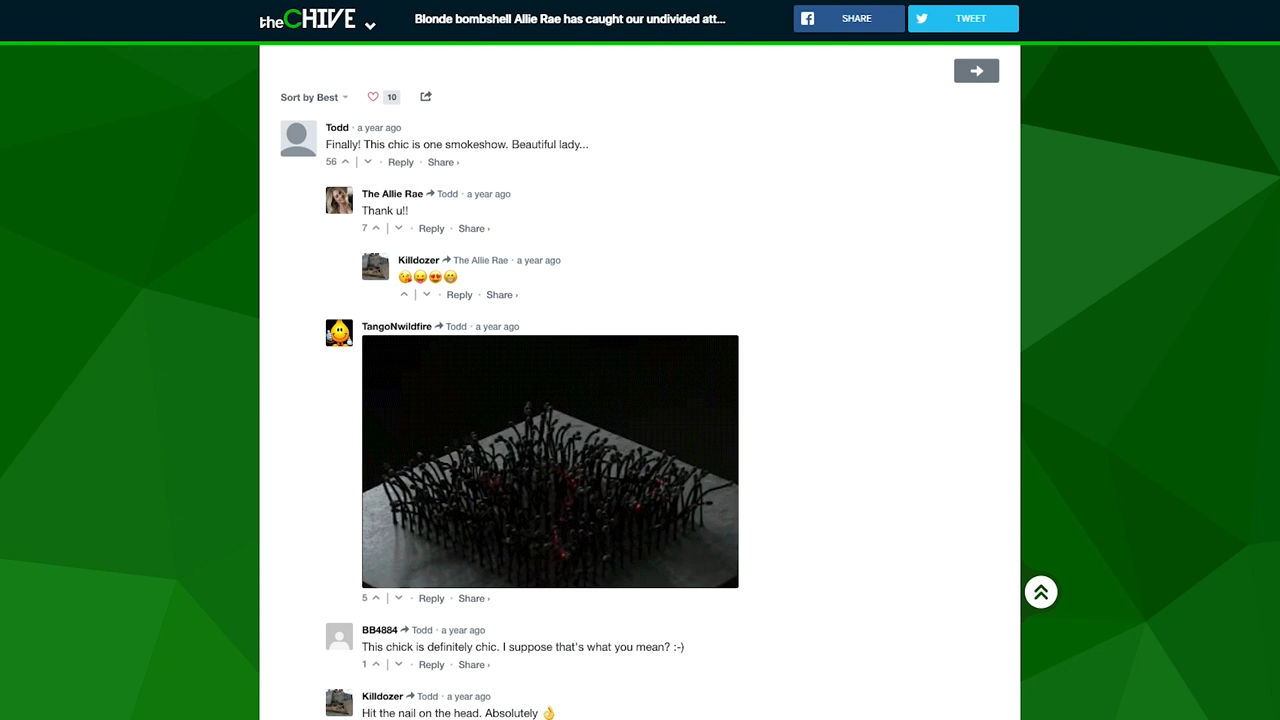 theCHIVE
Blonde bombshell Allie Rae has caught our undivided att...
SHARE
TWEET
Sort by Best
10
Todd · a year ago
Finally! This chic is one smokeshow. Beautiful lady...
56 | · Reply · Share ›
The Allie Rae Todd · a year ago
Thank u!!
7 | · Reply · Share ›
Killdozer The Allie Rae · a year ago
😘😛😍😁
| · Reply · Share ›
TangoNwildfire Todd · a year ago
5 | · Reply · Share ›
BB4884 Todd · a year ago
This chick is definitely chic. I suppose that's what you mean? :-)
1 | · Reply · Share ›
Killdozer Todd · a year ago
Hit the nail on the head. Absolutely 👌